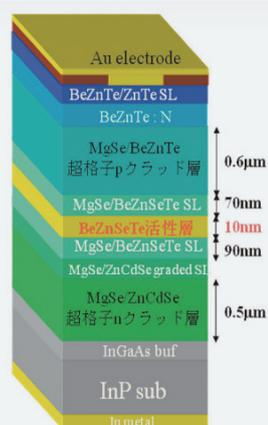 Au electrode
BeZnTe/ZnTe SL
BeZnTe : N
MgSe/BeZnTe
超格子pクラッド層
0.6μm
MgSe/BeZnSeTe SL
70nm
BeZnSeTe活性層
10nm
MgSe/BeZnSeTe SL
90nm
MgSe/ZnCdSe graded SL
MgSe/ZnCdSe
超格子nクラッド層
0.5μm
InGaAs buf
InP sub
In metal